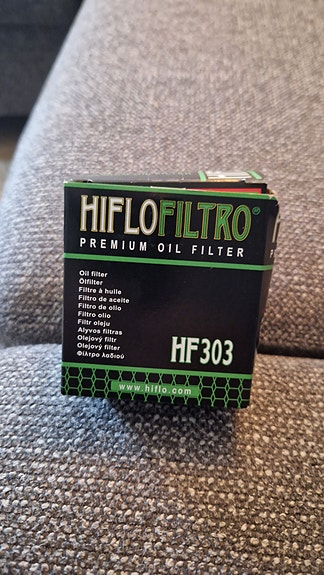 HIFLOFILTRO®
PREMIUM OIL FILTER
Oil filter
Ölfilter
Filtre à huile
Filtro de aceite
Filtro de olio
Filtro olio
Filtr oleju
Alyvos filtras
Olejový filtr
Olejový filter
Φίλτρο λαδιού
HF303
www.hiflo.com